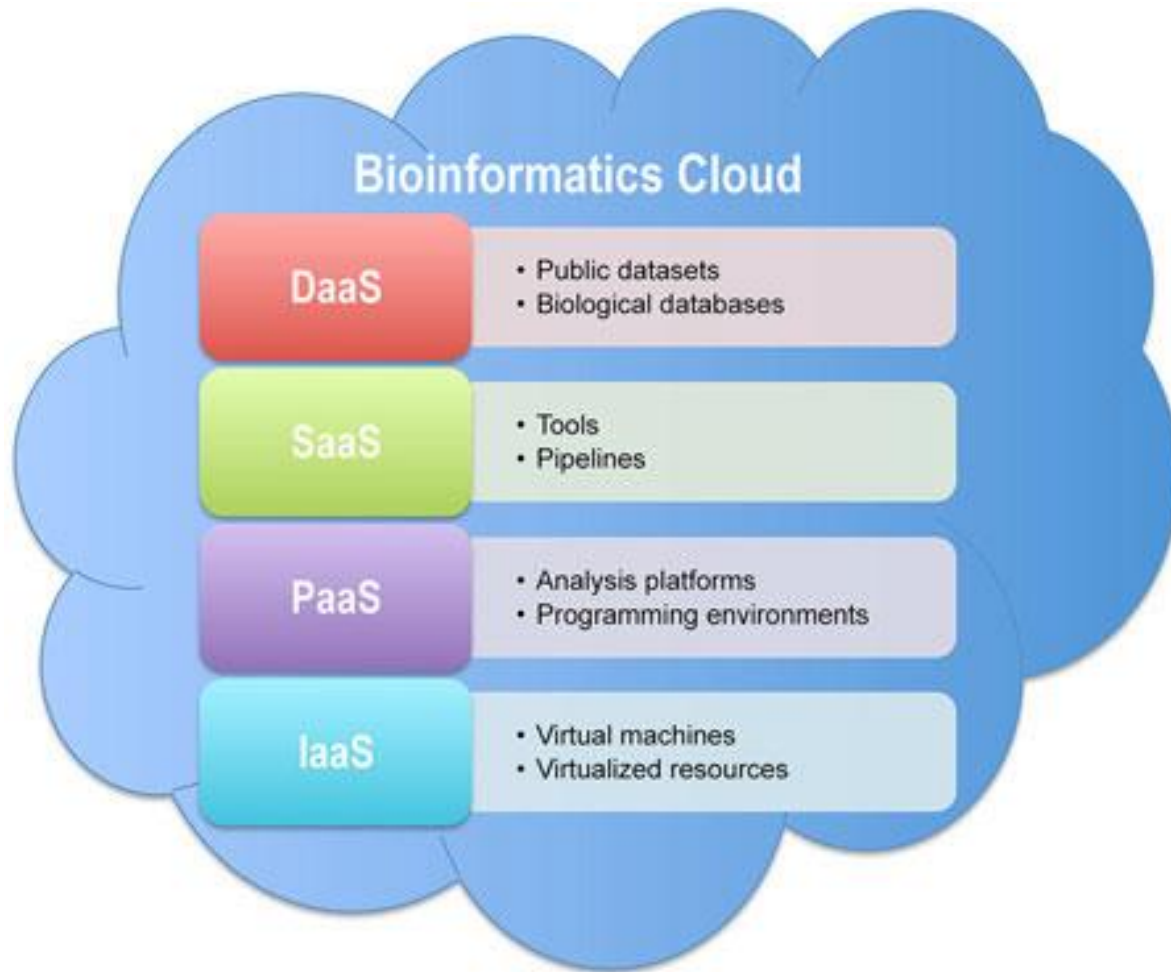 Bioinformatics Cloud
DaaS
• Public datasets
• Biological databases
SaaS
• Tools
• Pipelines
PaaS
• Analysis platforms
• Programming environments
IaaS
• Virtual machines
• Virtualized resources